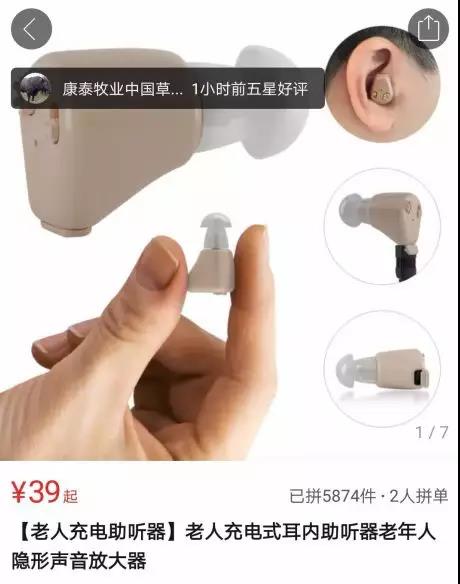 康泰牧业中国草... 1小时前五星好评
1 / 7
¥39起
已拼5874件·2人拼单
【老人充电助听器】老人充电式耳内助听器老年人
隐形声音放大器